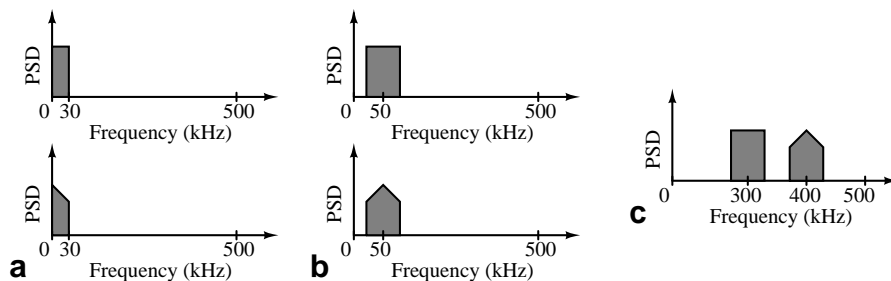 PSD
0 30 500
Frequency (kHz)
PSD
0 30 500
Frequency (kHz)
a
PSD
0 50 500
Frequency (kHz)
PSD
0 50 500
Frequency (kHz)
b
PSD
0 300 400 500
Frequency (kHz)
c